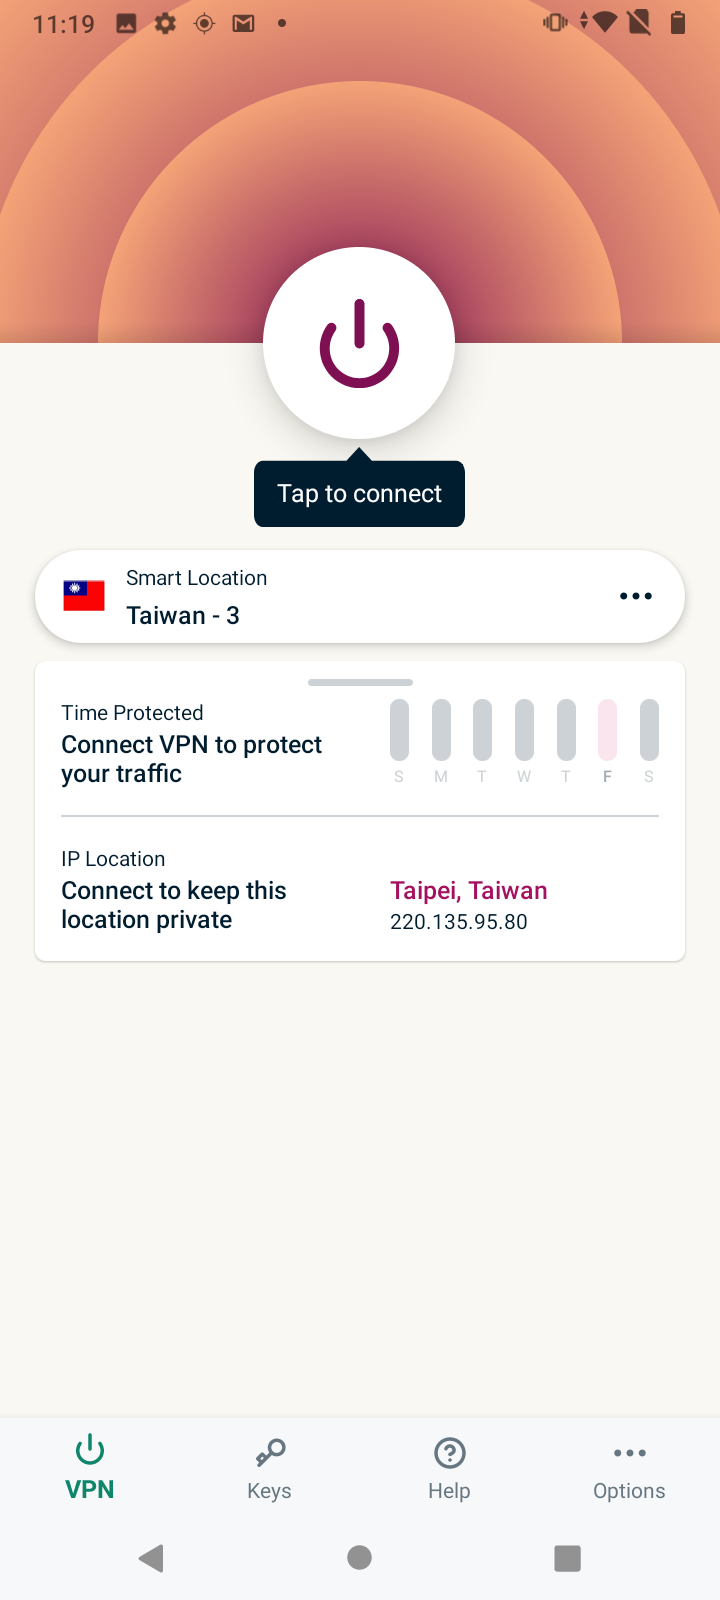 11:19
Tap to connect
Smart Location
Taiwan - 3
Time Protected
Connect VPN to protect
your traffic
S M T W T F S
IP Location
Connect to keep this
location private
Taipei, Taiwan
220.135.95.80
VPN
Keys
Help
Options